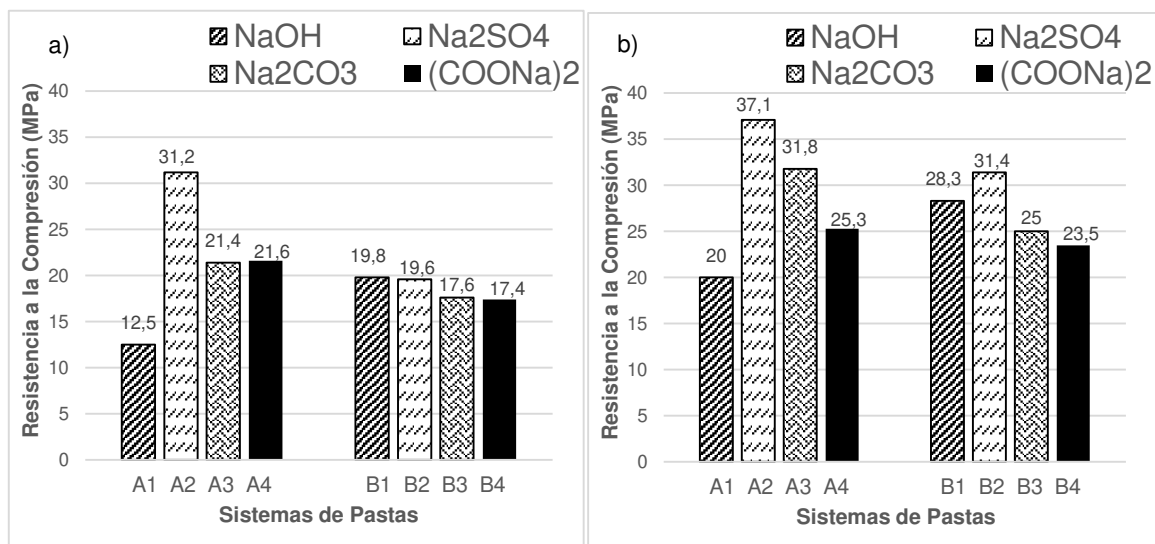 a)
NaOH
Na2SO4
Na2CO3
(COONa)2
Resistencia a la Compresión (MPa)
40
35
30
25
20
15
10
5
0
12,5
31,2
21,4
21,6
19,8
19,6
17,6
17,4
A1 A2 A3 A4 B1 B2 B3 B4
Sistemas de Pastas
b)
NaOH
Na2SO4
Na2CO3
(COONa)2
Resistencia a la Compresión (MPa)
40
35
30
25
20
15
10
5
0
20
37,1
31,8
25,3
28,3
31,4
25
23,5
A1 A2 A3 A4 B1 B2 B3 B4
Sistemas de Pastas